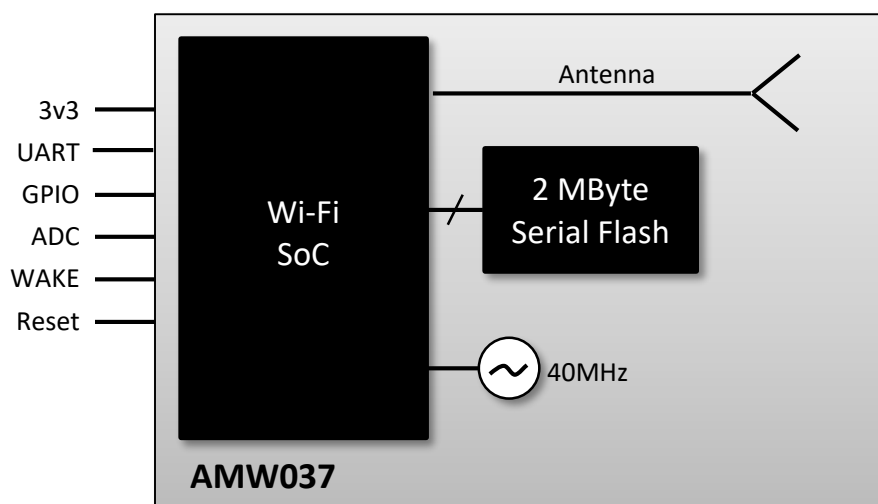 3v3
UART
GPIO
ADC
WAKE
Reset
Wi-Fi
SoC
Antenna
2 MByte
Serial Flash
40MHz
AMW037